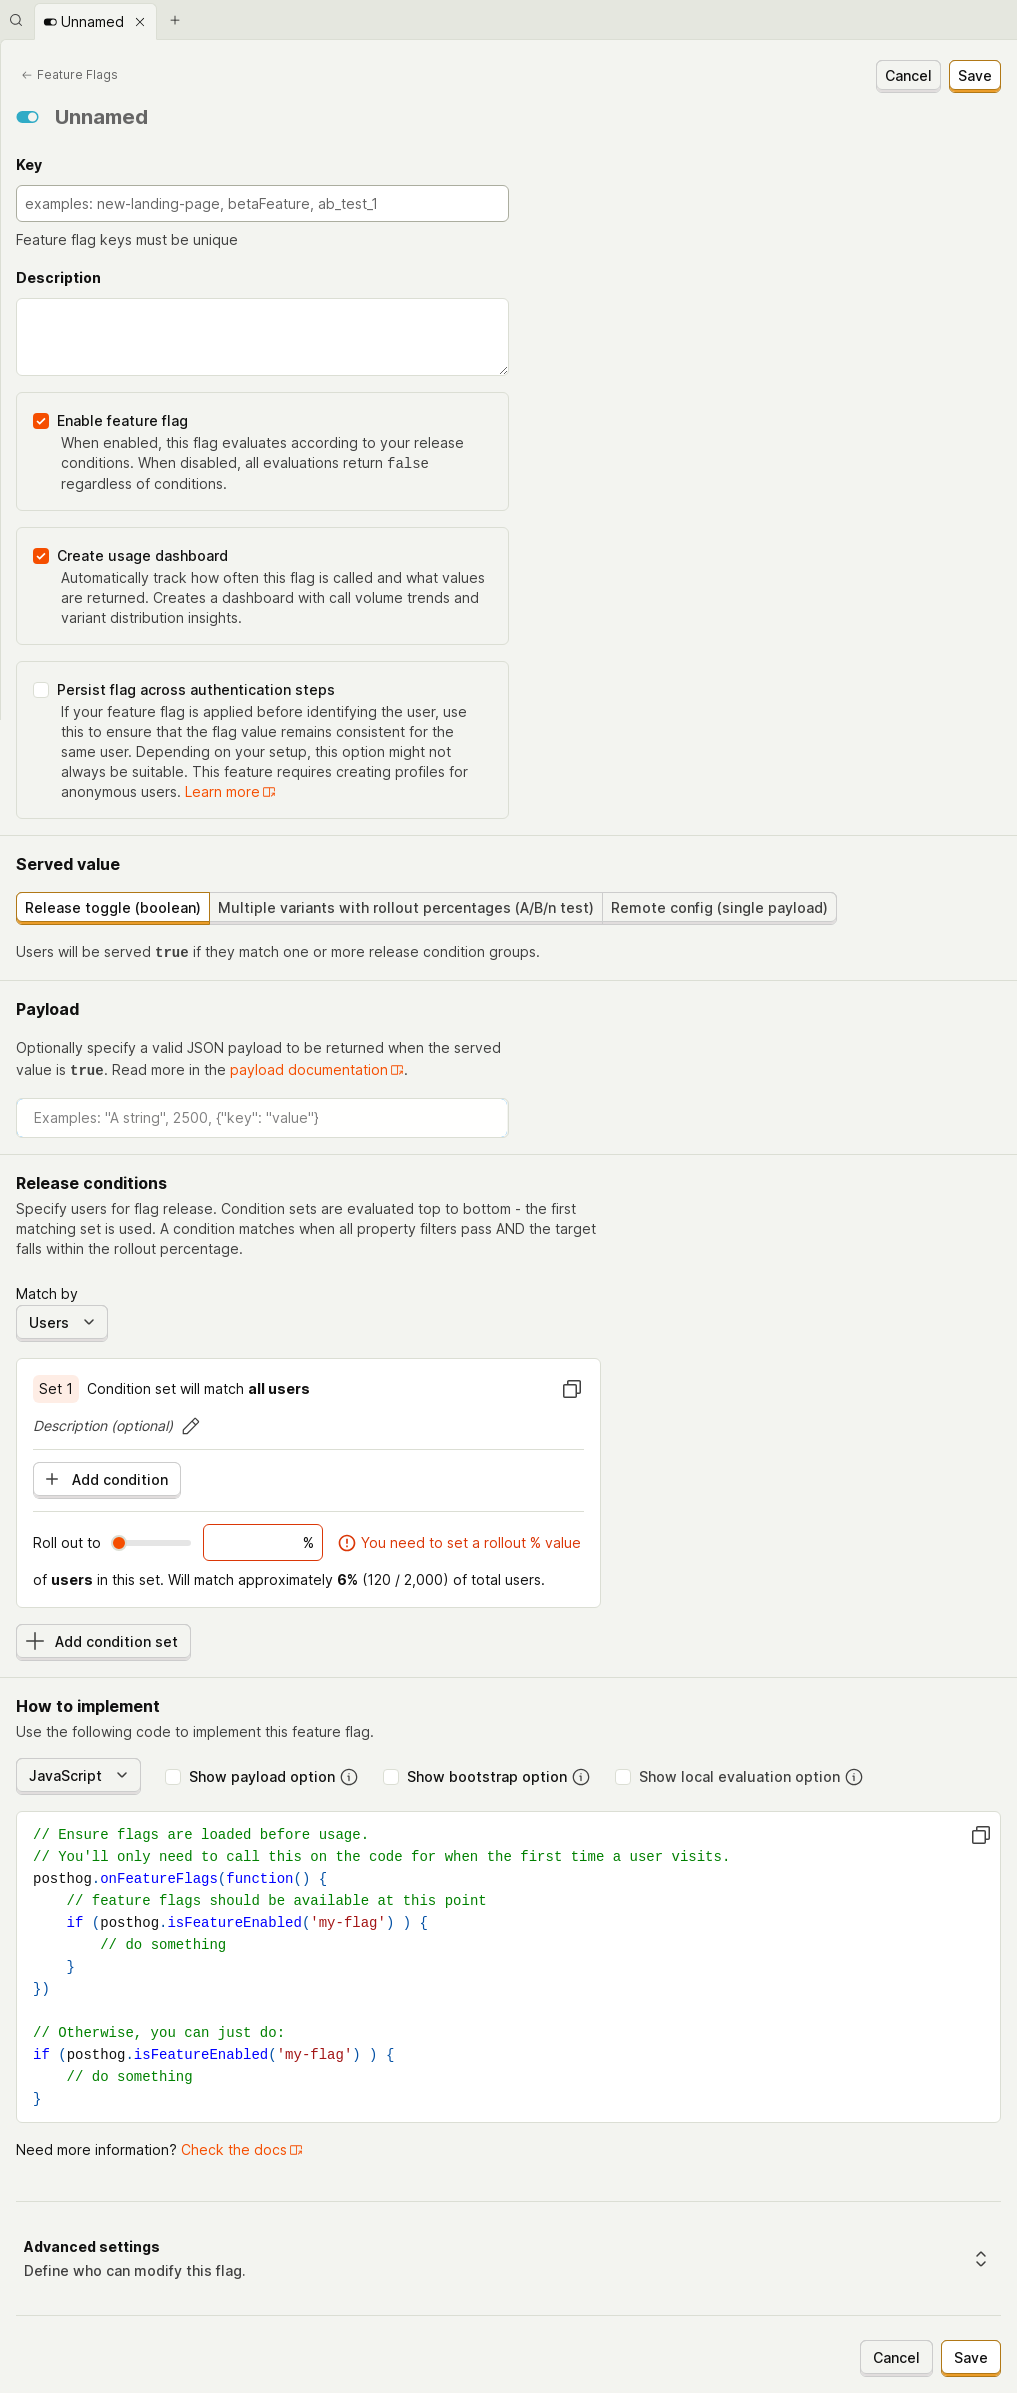 Unnamed
Feature Flags
Cancel
Save
Unnamed
Key
examples: new-landing-page, betaFeature, ab_test_1
Feature flag keys must be unique
Description
Enable feature flag
When enabled, this flag evaluates according to your release
conditions. When disabled, all evaluations return false
regardless of conditions.
Create usage dashboard
Automatically track how often this flag is called and what values
are returned. Creates a dashboard with call volume trends and
variant distribution insights.
Persist flag across authentication steps
If your feature flag is applied before identifying the user, use
this to ensure that the flag value remains consistent for the
same user. Depending on your setup, this option might not
always be suitable. This feature requires creating profiles for
anonymous users. Learn more
Served value
Release toggle (boolean)
Multiple variants with rollout percentages (A/B/n test)
Remote config (single payload)
Users will be served true if they match one or more release condition groups.
Payload
Optionally specify a valid JSON payload to be returned when the served
value is true. Read more in the payload documentation.
Examples: "A string", 2500, {"key": "value"}
Release conditions
Specify users for flag release. Condition sets are evaluated top to bottom - the first
matching set is used. A condition matches when all property filters pass AND the target
falls within the rollout percentage.
Match by
Users
Set 1 Condition set will match all users
Description (optional)
Add condition
Roll out to
%
You need to set a rollout % value
of users in this set. Will match approximately 6% (120 / 2,000) of total users.
Add condition set
How to implement
Use the following code to implement this feature flag.
JavaScript
Show payload option
Show bootstrap option
Show local evaluation option
// Ensure flags are loaded before usage.
// You'll only need to call this on the code for when the first time a user visits.
posthog.onFeatureFlags(function() {
    // feature flags should be available at this point
    if (posthog.isFeatureEnabled('my-flag') ) {
        // do something
    }
})
// Otherwise, you can just do:
if (posthog.isFeatureEnabled('my-flag') ) {
    // do something
}
Need more information? Check the docs
Advanced settings
Define who can modify this flag.
Cancel
Save